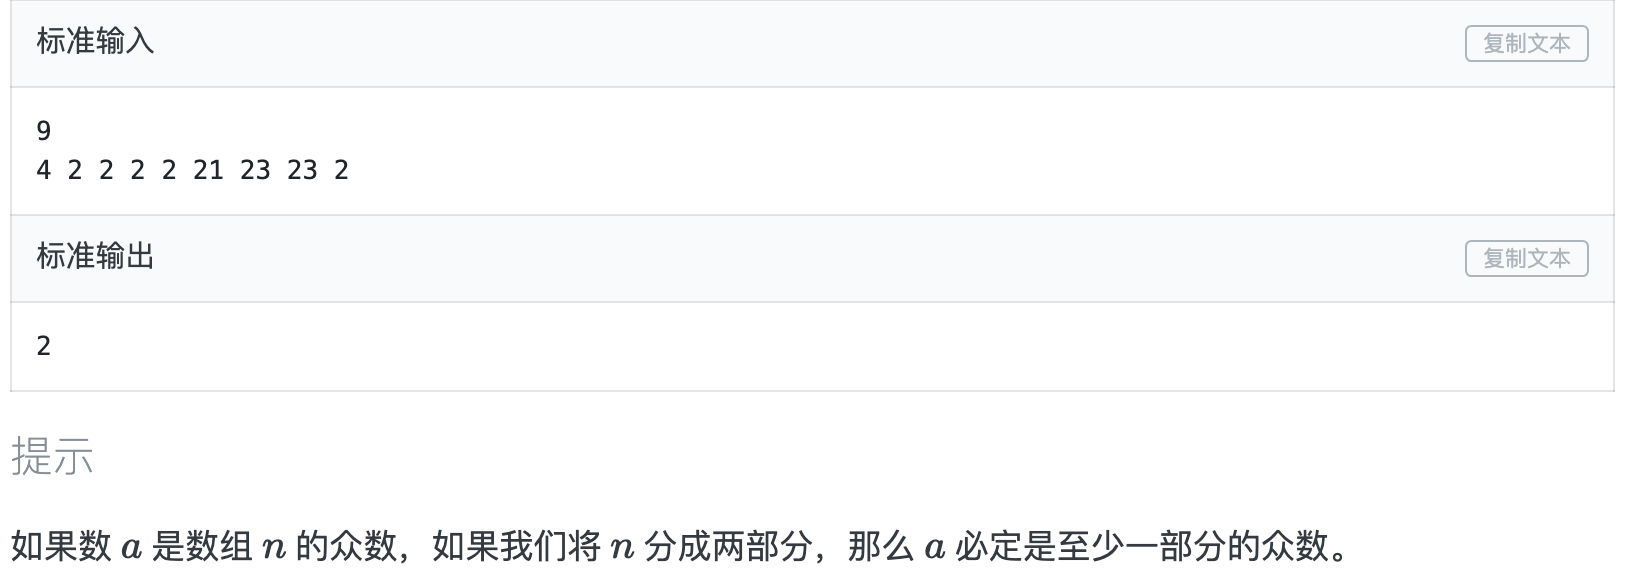 标准输入
复制文本
9
4 2 2 2 2 21 23 23 2
标准输出
复制文本
2
提示
如果数 a 是数组 n 的众数，如果我们将 n 分成两部分，那么 a 必定是至少一部分的众数。